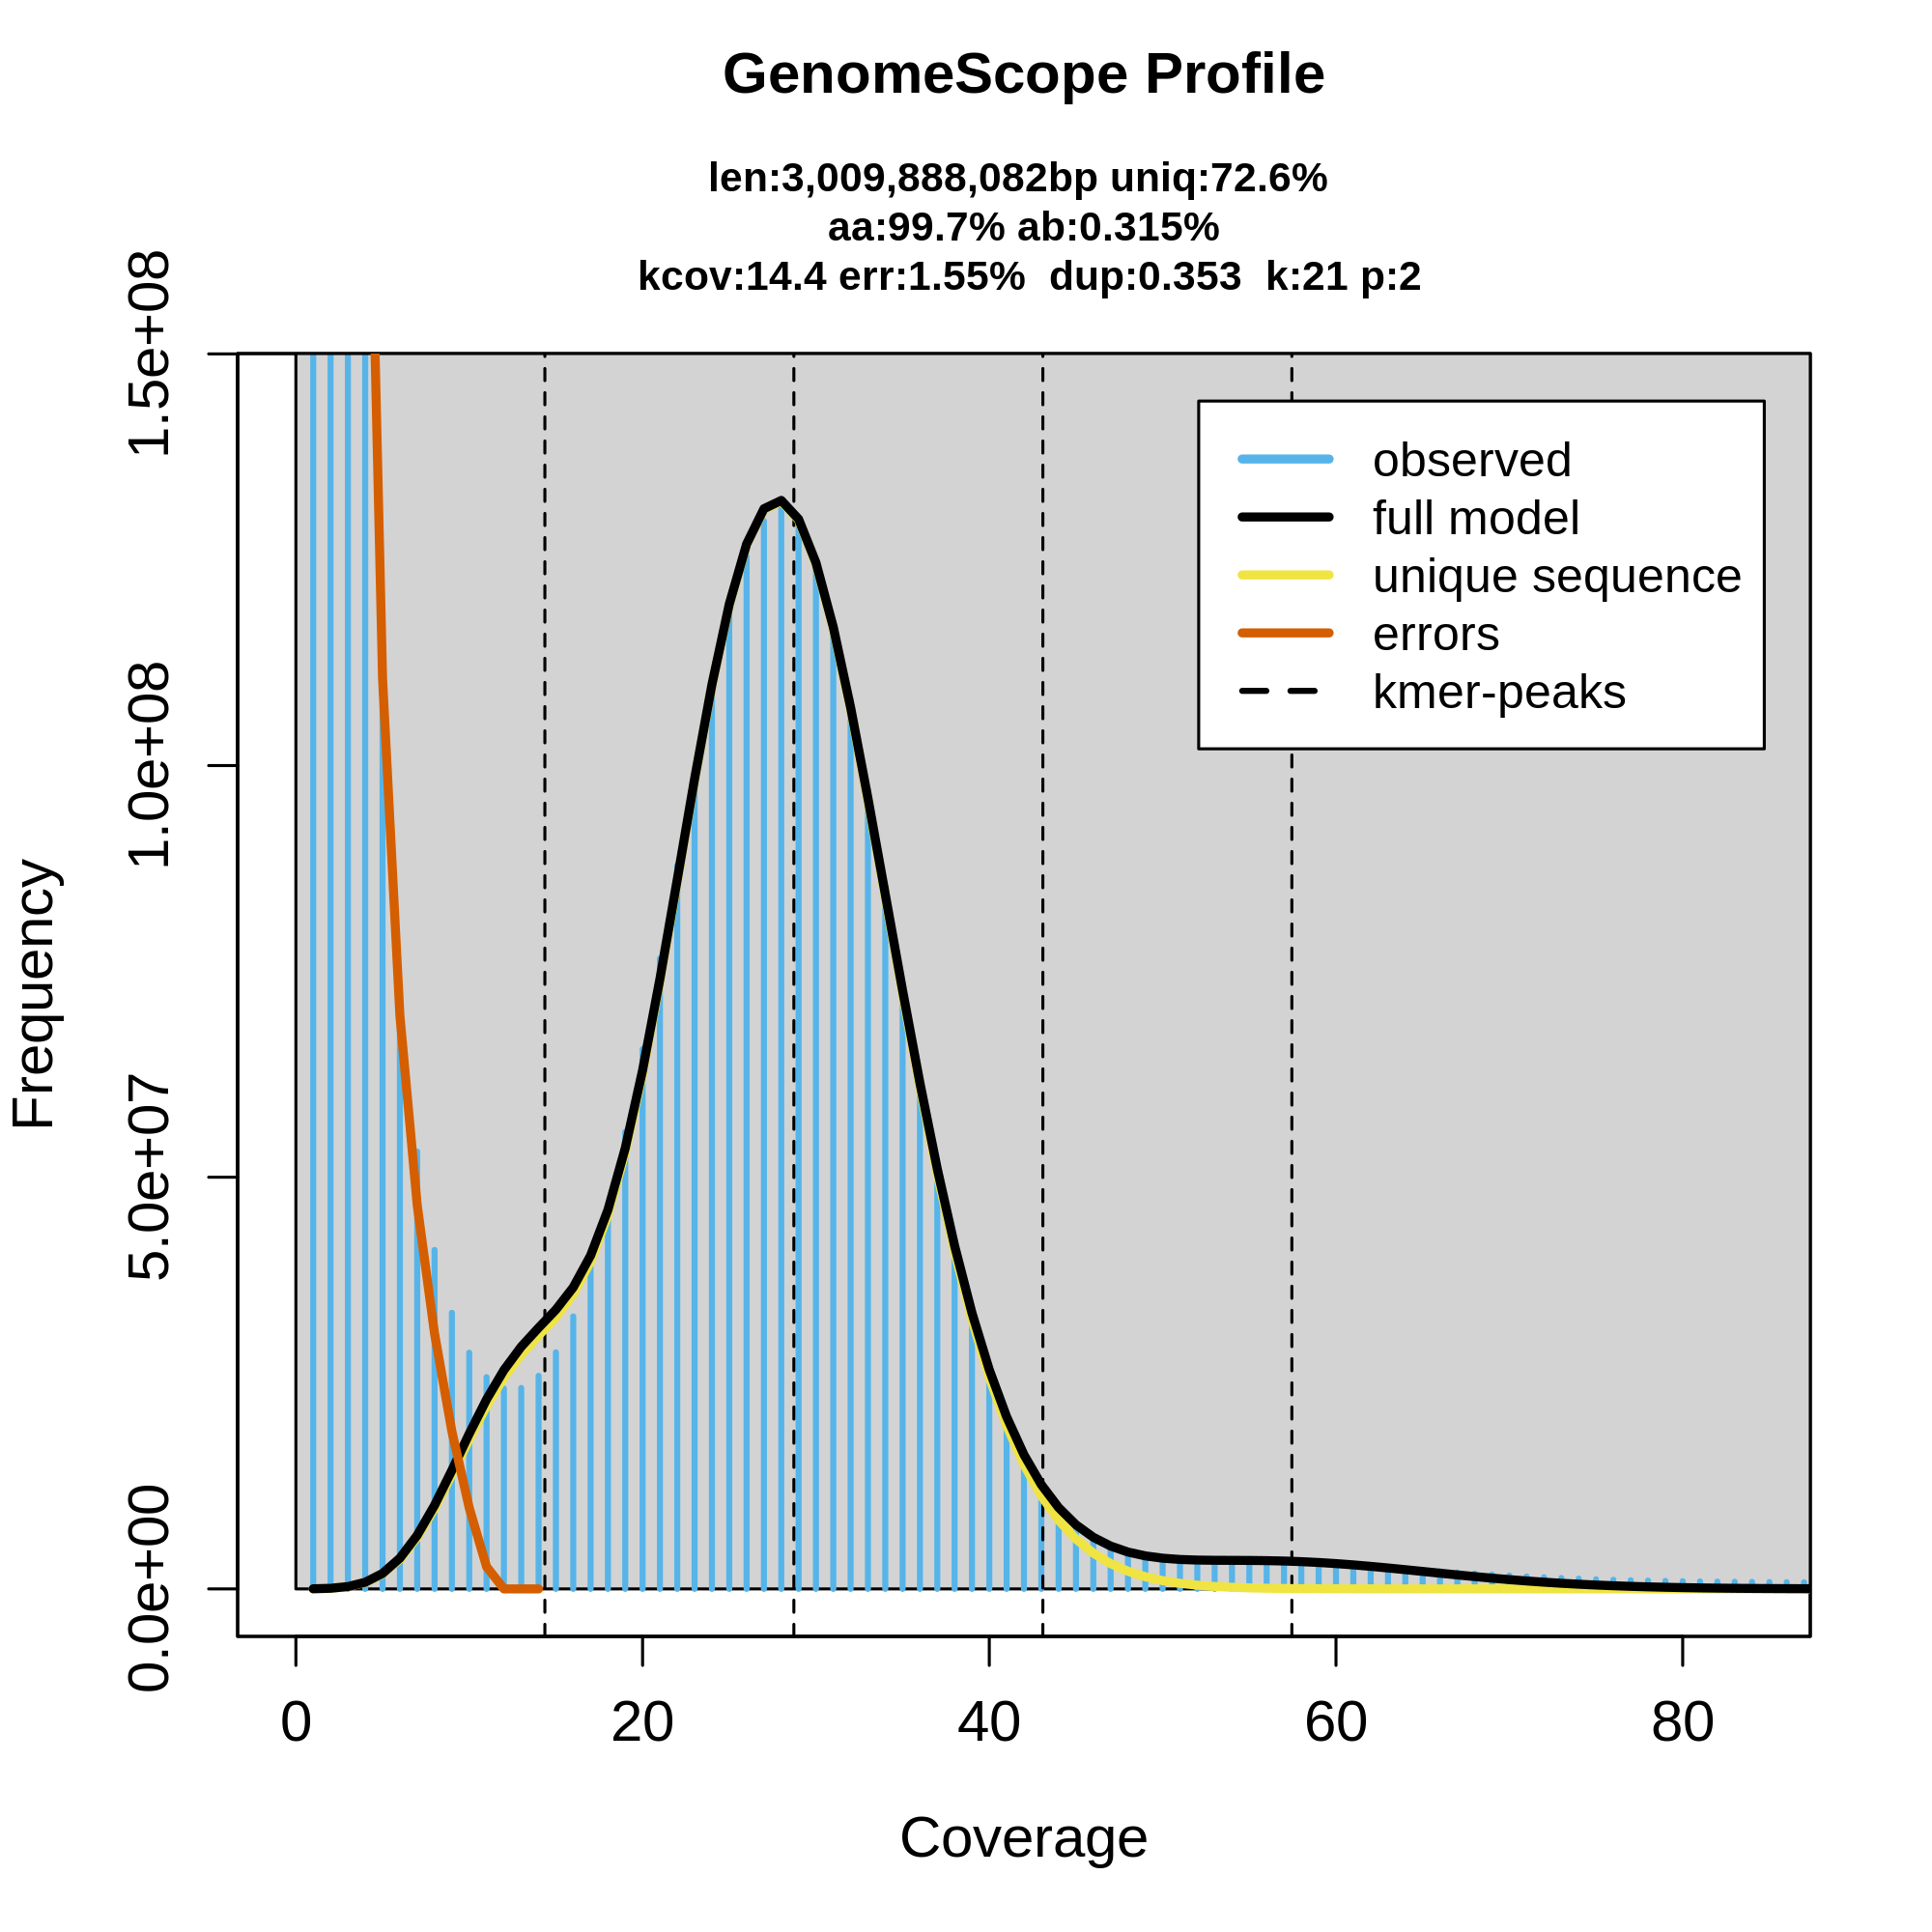 GenomeScope Profile
len:3,009,888,082bp uniq:72.6%
aa:99.7% ab:0.315%
kcov:14.4 err:1.55%  dup:0.353  k:21 p:2
1.5e+08
1.0e+08
5.0e+07
0.0e+00
Frequency
observed
full model
unique sequence
errors
kmer-peaks
0
20
40
60
80
Coverage